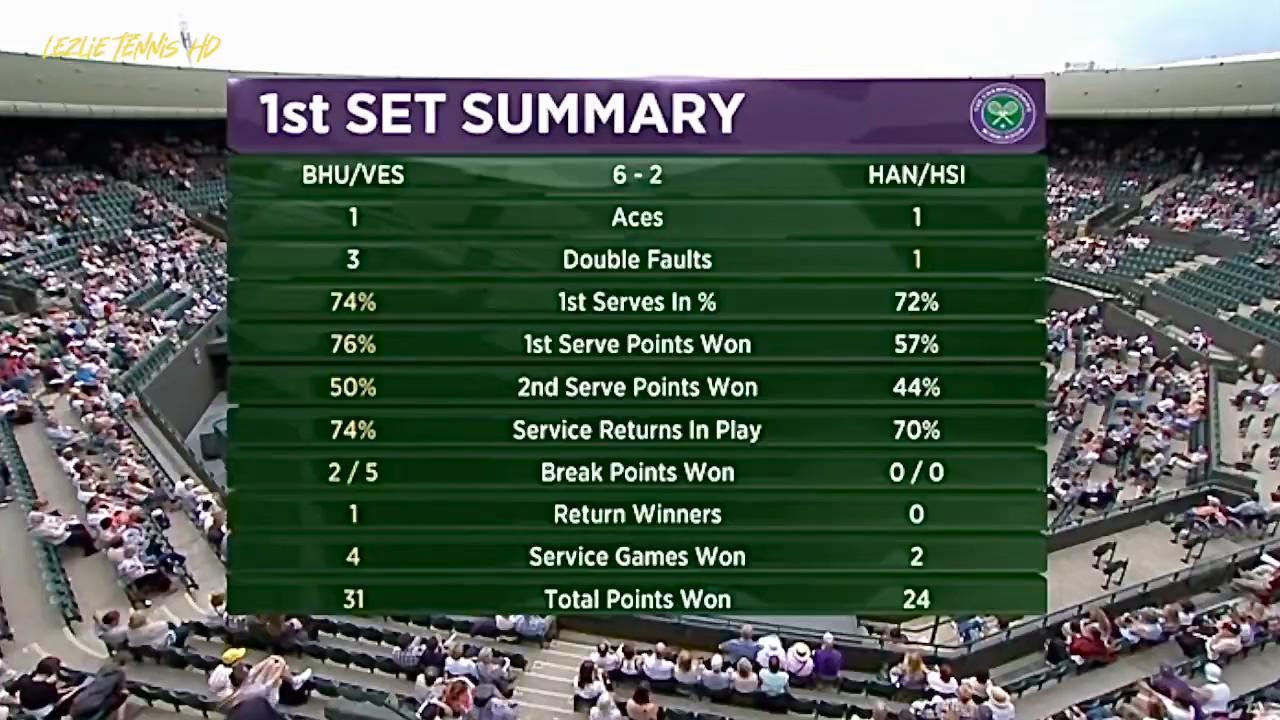 LEZLIE TENNIS HD
1st SET SUMMARY
BHU/VES 6 - 2 HAN/HSI
1 Aces 1
3 Double Faults 1
74% 1st Serves In % 72%
76% 1st Serve Points Won 57%
50% 2nd Serve Points Won 44%
74% Service Returns In Play 70%
2 / 5 Break Points Won 0 / 0
1 Return Winners 0
4 Service Games Won 2
31 Total Points Won 24